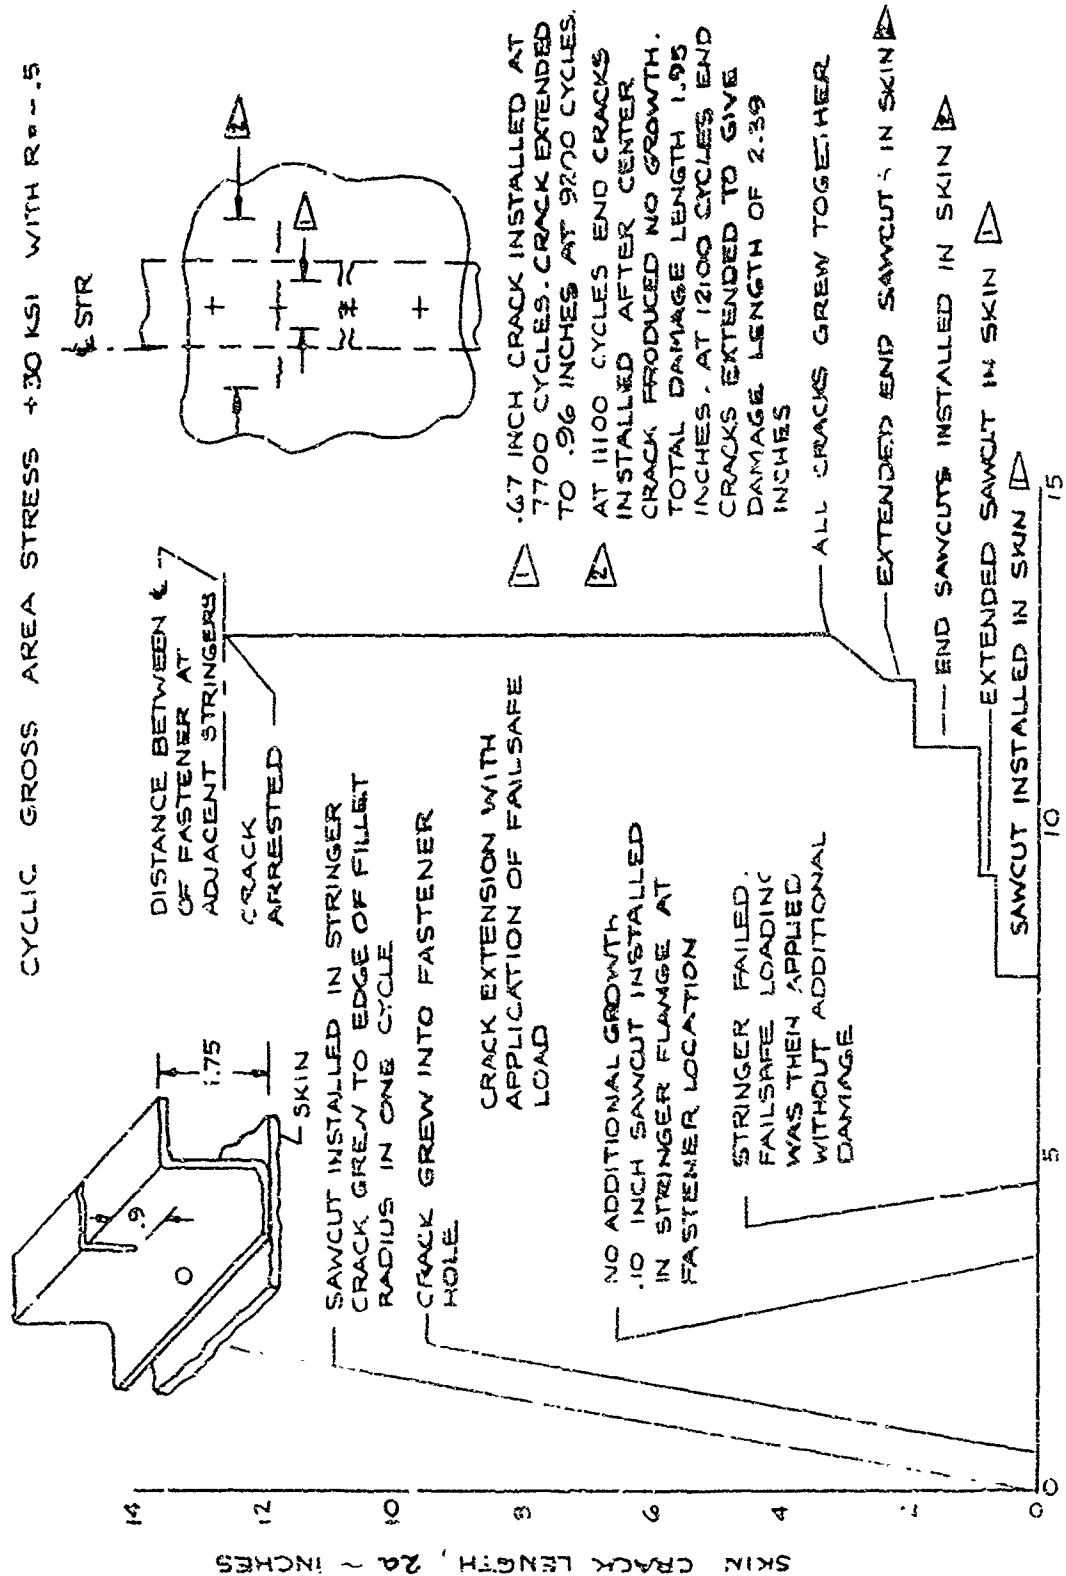 CYCLIC GROSS AREA STRESS +30 KSI WITH R=-.5
℄ STR
1.75
.9
SKIN
DISTANCE BETWEEN ℄
OF FASTENER AT
ADJACENT STRINGERS
CRACK
ARRESTED
SAWCUT INSTALLED IN STRINGER
CRACK GREW TO EDGE OF FILLET
RADIUS IN ONE CYCLE
CRACK GREW INTO FASTENER
HOLE
CRACK EXTENSION WITH
APPLICATION OF FAILSAFE
LOAD
NO ADDITIONAL GROWTH
.10 INCH SAWCUT INSTALLED
IN STRINGER FLANGE AT
FASTENER LOCATION
STRINGER FAILED.
FAILSAFE LOADING
WAS THEN APPLIED
WITHOUT ADDITIONAL
DAMAGE
2
1
1 .67 INCH CRACK INSTALLED AT
7700 CYCLES. CRACK EXTENDED
TO .96 INCHES AT 9200 CYCLES.
2 AT 11100 CYCLES END CRACKS
INSTALLED AFTER CENTER
CRACK PRODUCED NO GROWTH.
TOTAL DAMAGE LENGTH 1.95
INCHES. AT 12100 CYCLES END
CRACKS EXTENDED TO GIVE
DAMAGE LENGTH OF 2.39
INCHES
ALL CRACKS GREW TOGETHER
EXTENDED END SAWCUTS IN SKIN 2
END SAWCUTS INSTALLED IN SKIN 2
EXTENDED SAWCUT IN SKIN 1
SAWCUT INSTALLED IN SKIN 1
SKIN CRACK LENGTH, 2a ~ INCHES
14
12
10
8
6
0
0
5
10
15